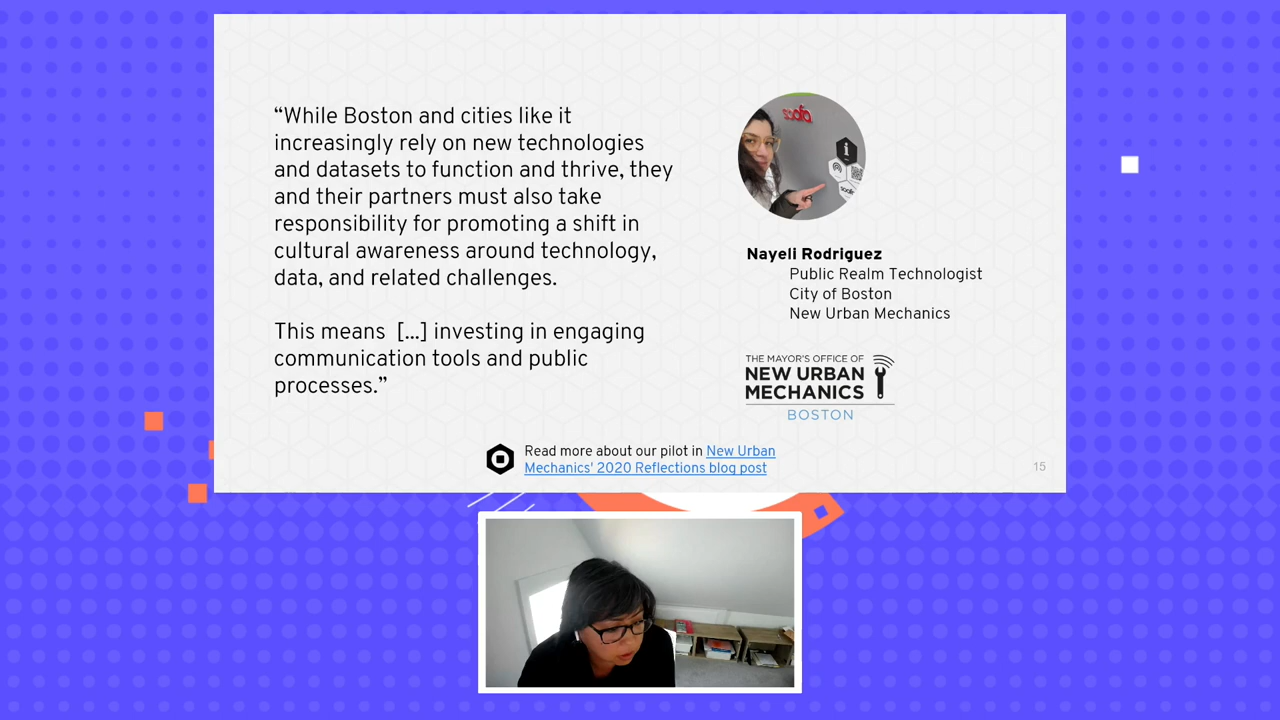 “While Boston and cities like it
increasingly rely on new technologies
and datasets to function and thrive, they
and their partners must also take
responsibility for promoting a shift in
cultural awareness around technology,
data, and related challenges.
This means [...] investing in engaging
communication tools and public
processes.”
Nayeli Rodriguez
Public Realm Technologist
City of Boston
New Urban Mechanics
THE MAYOR'S OFFICE OF
NEW URBAN
MECHANICS
BOSTON
Read more about our pilot in New Urban
Mechanics' 2020 Reflections blog post
15